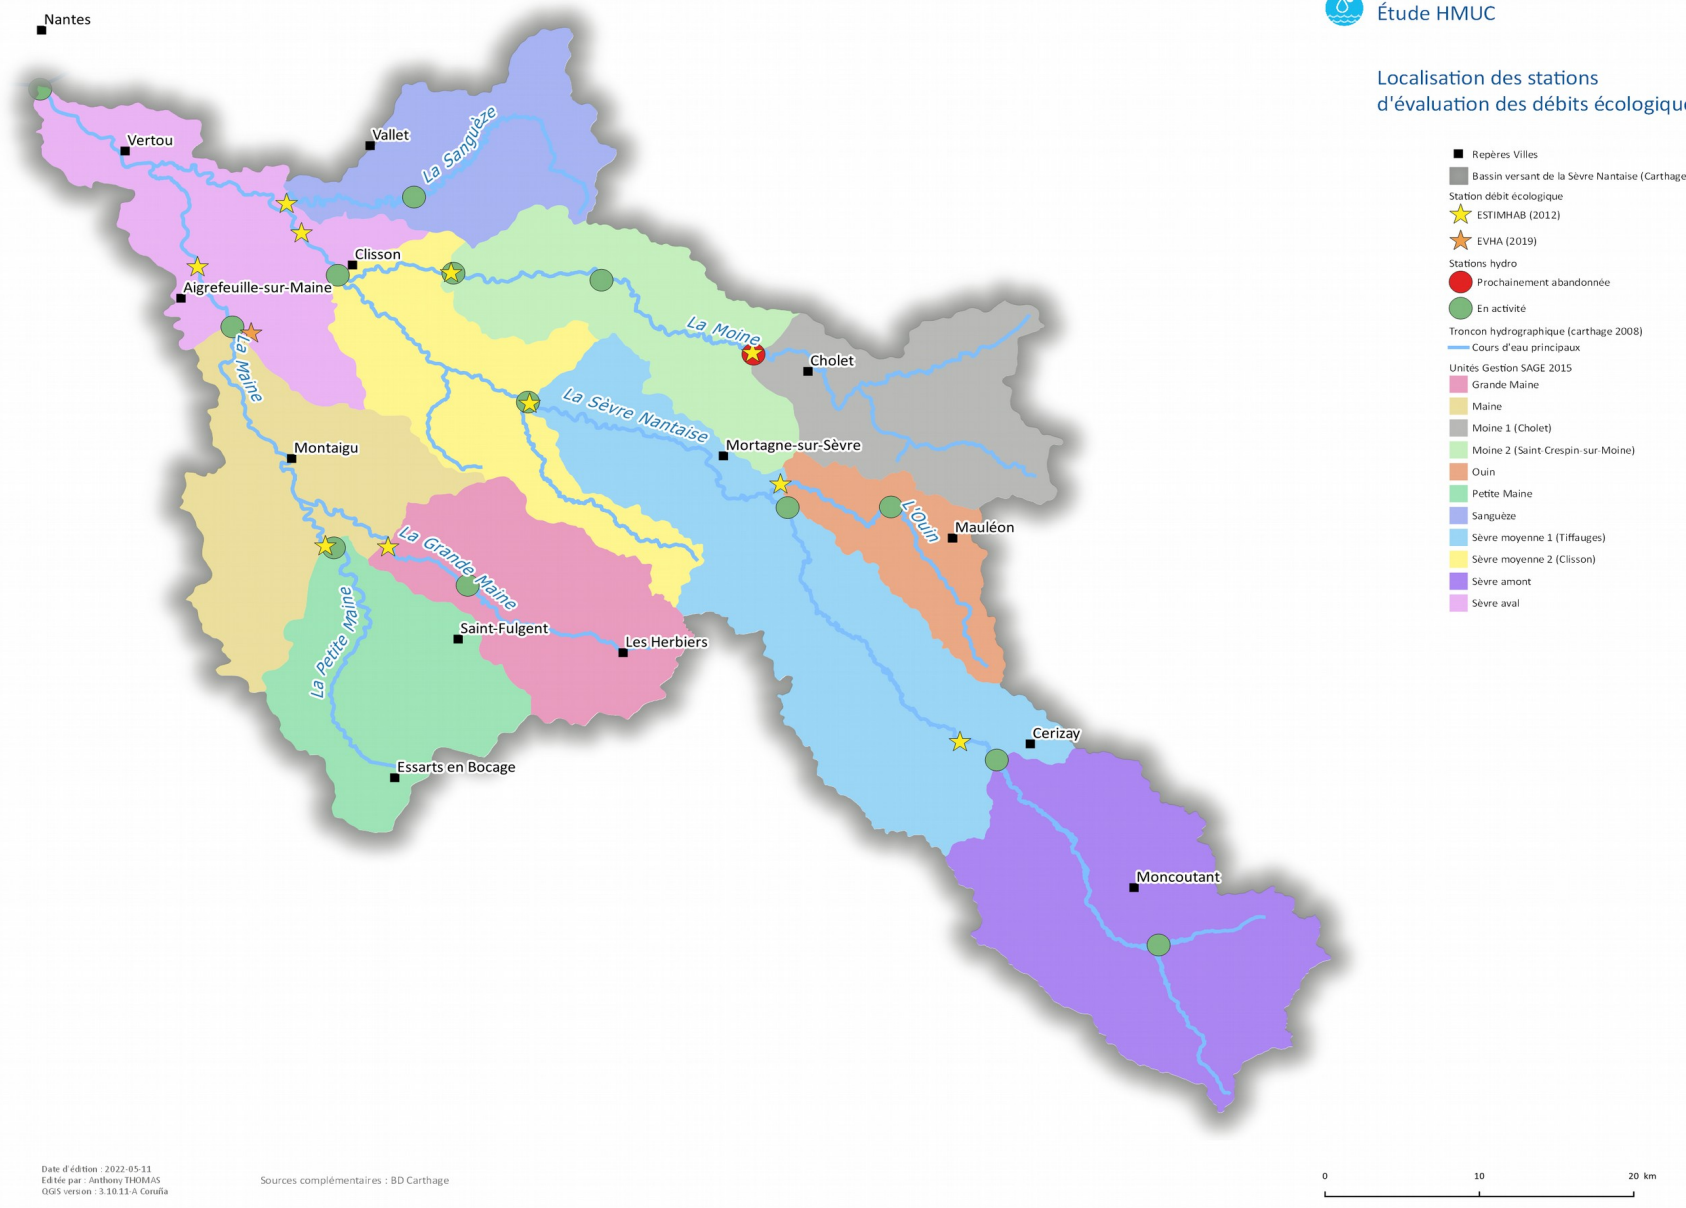 Étude HMUC
Localisation des stations
d'évaluation des débits écologique
Repères Villes
Bassin versant de la Sèvre Nantaise (Carthage
Station débit écologique
ESTIMHAB (2012)
EVHA (2019)
Stations hydro
Prochainement abandonnée
En activité
Troncon hydrographique (carthage 2008)
Cours d'eau principaux
Unités Gestion SAGE 2015
Grande Maine
Maine
Moine 1 (Cholet)
Moine 2 (Saint-Crespin-sur-Moine)
Ouin
Petite Maine
Sanguèze
Sèvre moyenne 1 (Tiffauges)
Sèvre moyenne 2 (Clisson)
Sèvre amont
Sèvre aval
Nantes
Vertou
Vallet
La Sanguèze
Clisson
Aigrefeuille-sur-Maine
La Moine
La Maine
Cholet
La Sèvre Nantaise
Mortagne-sur-Sèvre
Montaigu
L'Ouin
Mauléon
La Grande Maine
La Petite Maine
Saint-Fulgent
Les Herbiers
Cerizay
Essarts en Bocage
Moncoutant
Date d'édition : 2022-05-11
Editée par : Anthony THOMAS
QGIS version : 3.10.11-A Coruña
Sources complémentaires : BD Carthage
0 10 20 km